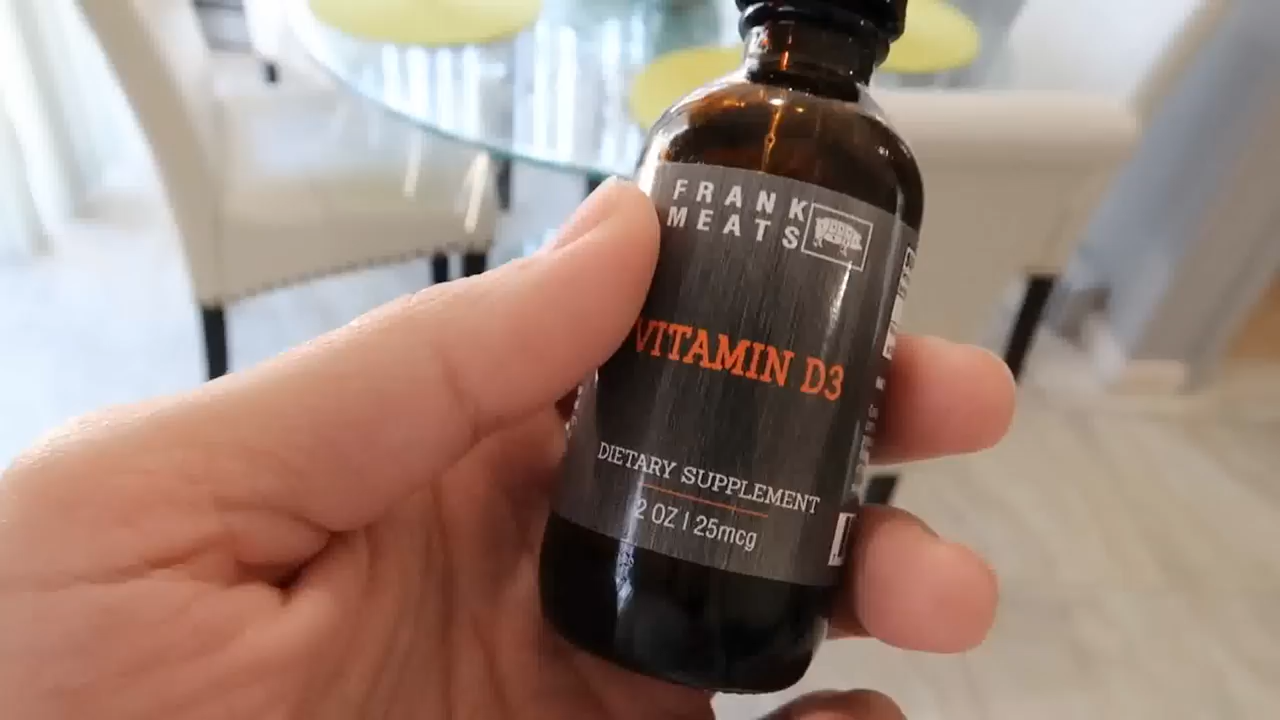 FRANK
MEATS
VITAMIN D3
DIETARY SUPPLEMENT
2 OZ | 25mcg